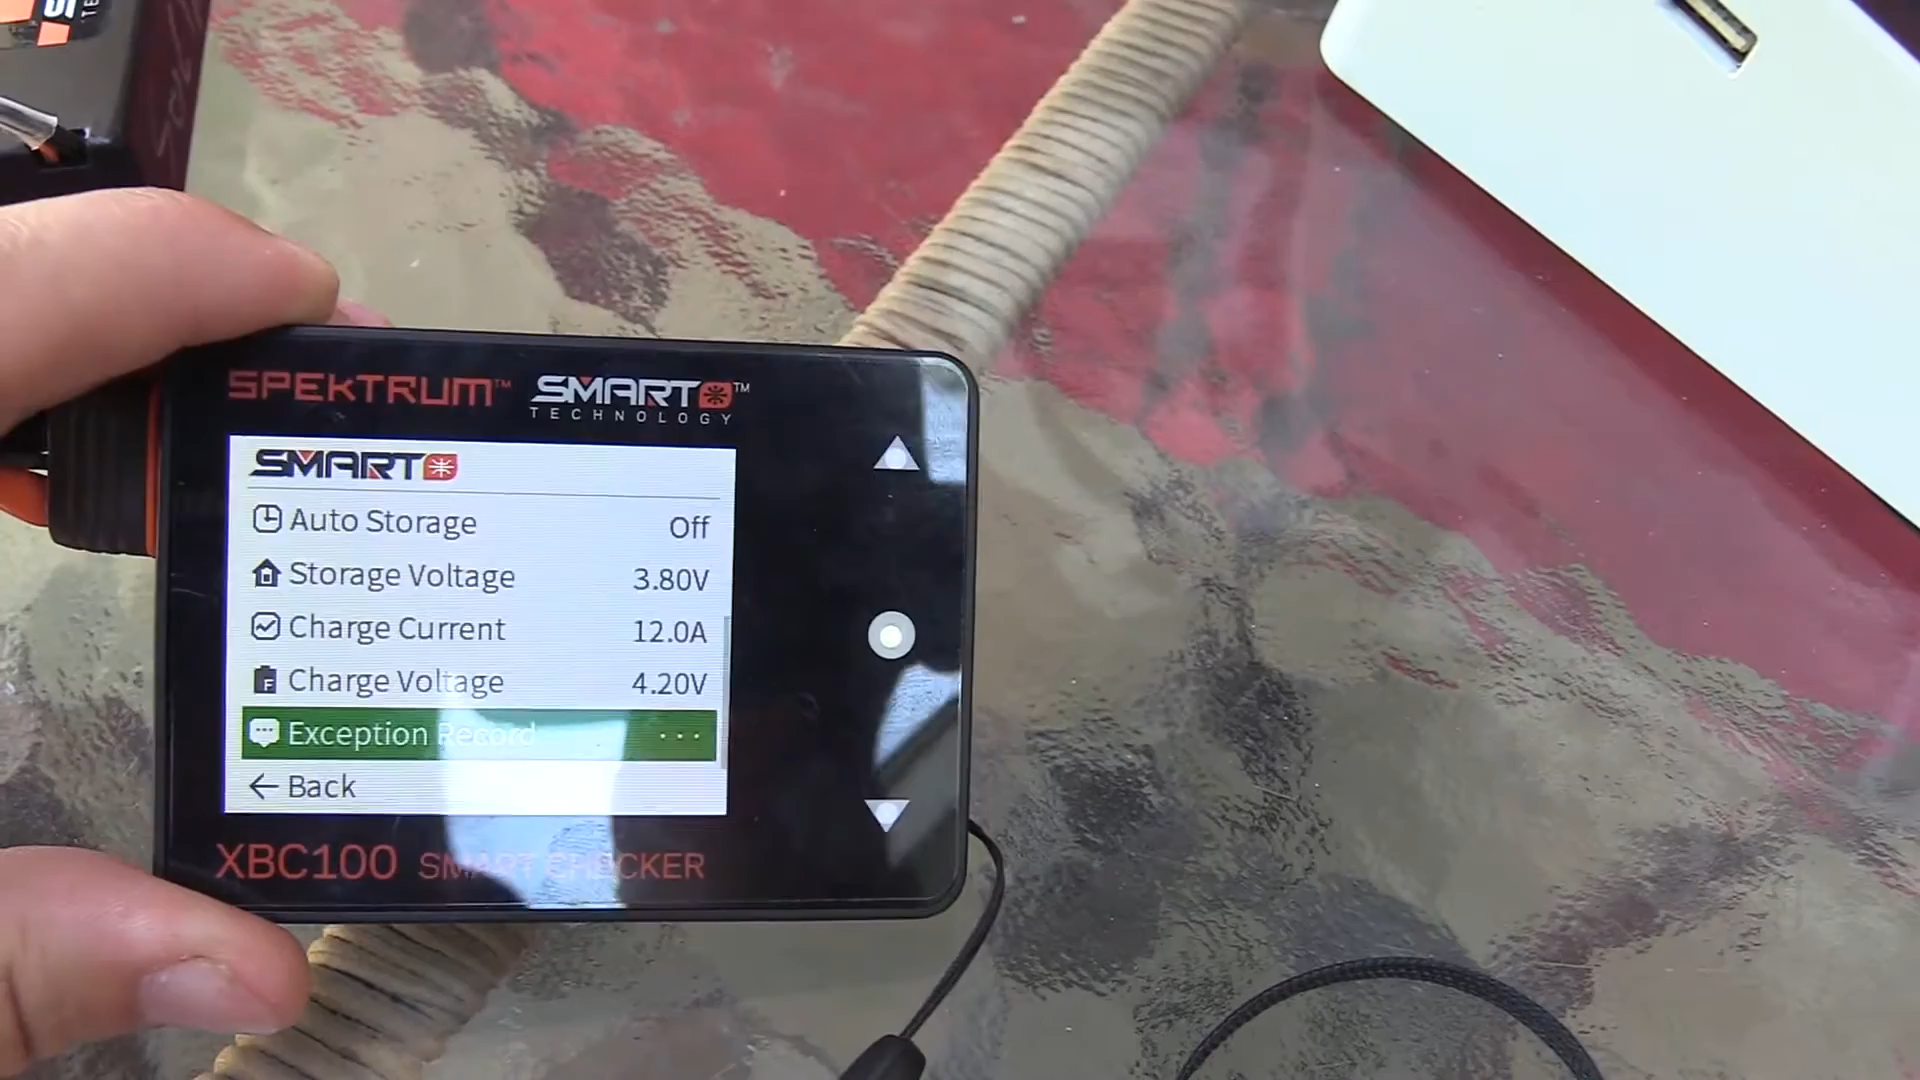 SPEKTRUM™ SMART™
TECHNOLOGY
SMART
Auto Storage Off
Storage Voltage 3.80V
Charge Current 12.0A
Charge Voltage 4.20V
Exception Record ...
Back
XBC100 SMART CHECKER